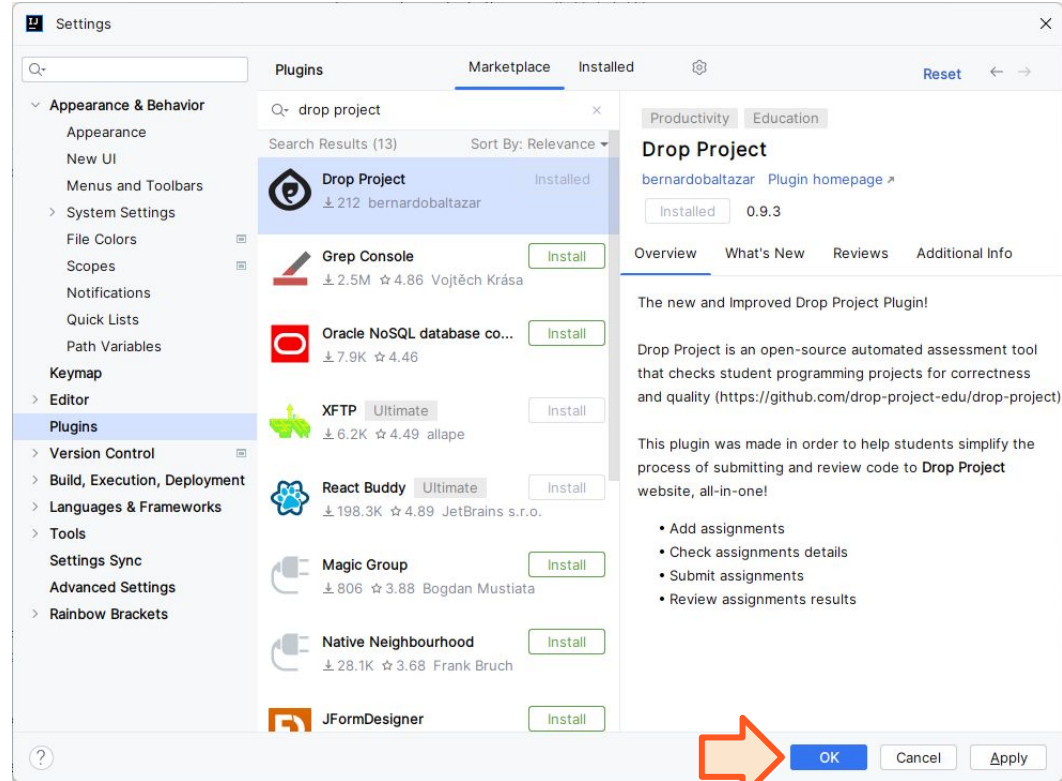 Settings
Plugins
Marketplace
Installed
Reset
Appearance & Behavior
Appearance
New UI
Menus and Toolbars
System Settings
File Colors
Scopes
Notifications
Quick Lists
Path Variables
Keymap
Editor
Plugins
Version Control
Build, Execution, Deployment
Languages & Frameworks
Tools
Settings Sync
Advanced Settings
Rainbow Brackets
drop project
Search Results (13) Sort By: Relevance
Drop Project Installed
212 bernardobaltazar
Grep Console Install
2.5M 4.86 Vojtěch Krása
Oracle NoSQL database co... Install
7.9K 4.46
XFTP Ultimate Install
6.2K 4.49 allape
React Buddy Ultimate Install
198.3K 4.89 JetBrains s.r.o.
Magic Group Install
806 3.88 Bogdan Mustiata
Native Neighbourhood Install
28.1K 3.68 Frank Bruch
JFormDesigner Install
Productivity Education
Drop Project
bernardobaltazar Plugin homepage
Installed 0.9.3
Overview What's New Reviews Additional Info
The new and Improved Drop Project Plugin!
Drop Project is an open-source automated assessment tool
that checks student programming projects for correctness
and quality (https://github.com/drop-project-edu/drop-project)
This plugin was made in order to help students simplify the
process of submitting and review code to Drop Project
website, all-in-one!
• Add assignments
• Check assignments details
• Submit assignments
• Review assignments results
? OK Cancel Apply